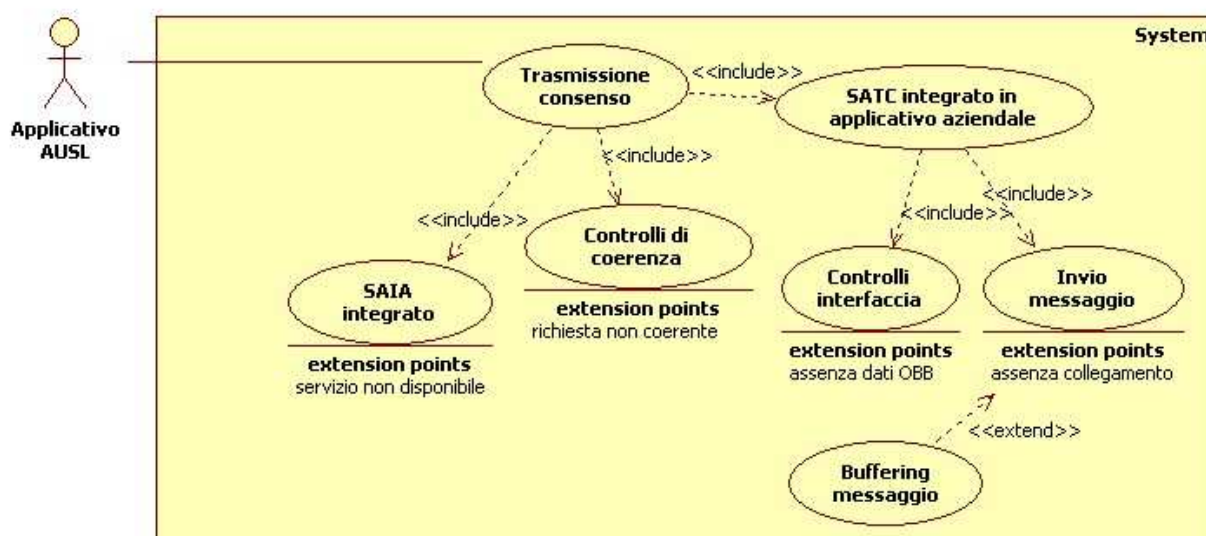 System
Applicativo
AUSL
Trasmissione
consenso
<<include>>
SATC integrato in
applicativo aziendale
<<include>>
<<include>>
<<include>>
<<include>>
Controlli di
coerenza
extension points
richiesta non coerente
SAIA
integrato
extension points
servizio non disponibile
Controlli
interfaccia
extension points
assenza dati OBB
Invio
messaggio
extension points
assenza collegamento
<<extend>>
Buffering
messaggio